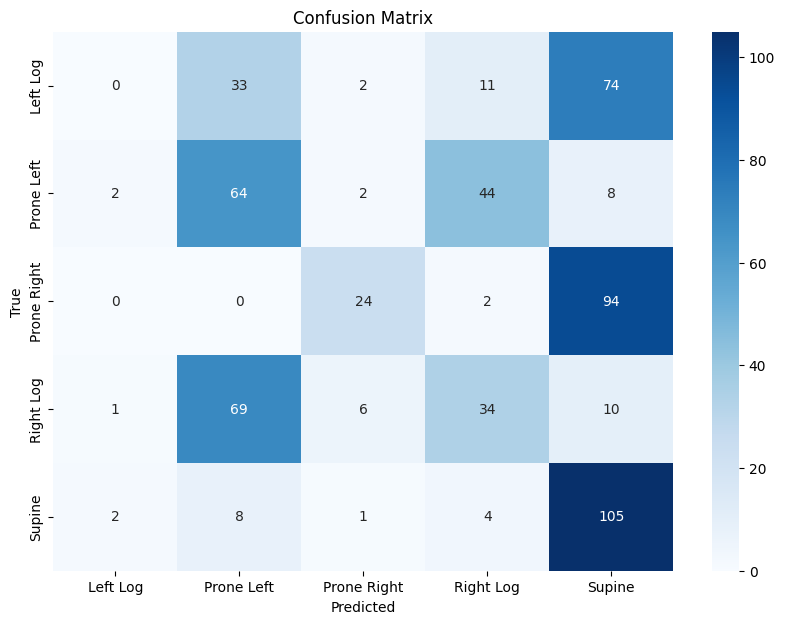 Confusion Matrix
True
Left Log 0 33 2 11 74
Prone Left 2 64 2 44 8
Prone Right 0 0 24 2 94
Right Log 1 69 6 34 10
Supine 2 8 1 4 105
Left Log Prone Left Prone Right Right Log Supine
Predicted
100
80
60
40
20
0